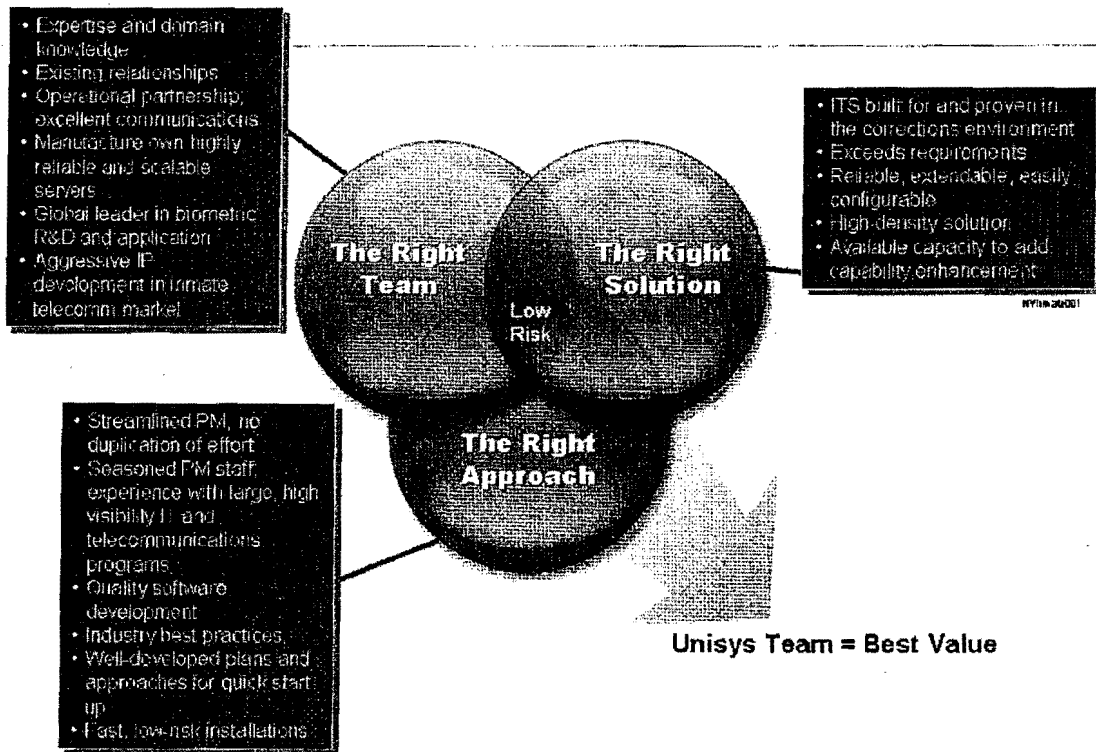 • Expertise and domain
knowledge
• Existing relationships
• Operational partnership,
excellent communications
• Manufacture own highly
reliable and scalable
servers
• Global leader in biometric
R&D and application
• Aggressive IP
development in inmate
telecomm market
• ITS built for and proven in
the corrections environment
• Exceeds requirements
• Reliable, extendable, easily
configurable
• High-density solution
• Available capacity to add
capability enhancement
The Right
Team
The Right
Solution
Low
Risk
The Right
Approach
• Streamlined PM, no
duplication of effort
• Seasoned PM staff,
experience with large, high
visibility IT and
telecommunications
programs,
• Quality software
development
• Industry best practices,
• Well-developed plans and
approaches for quick start
up
• Fast, low-risk installations
Unisys Team = Best Value